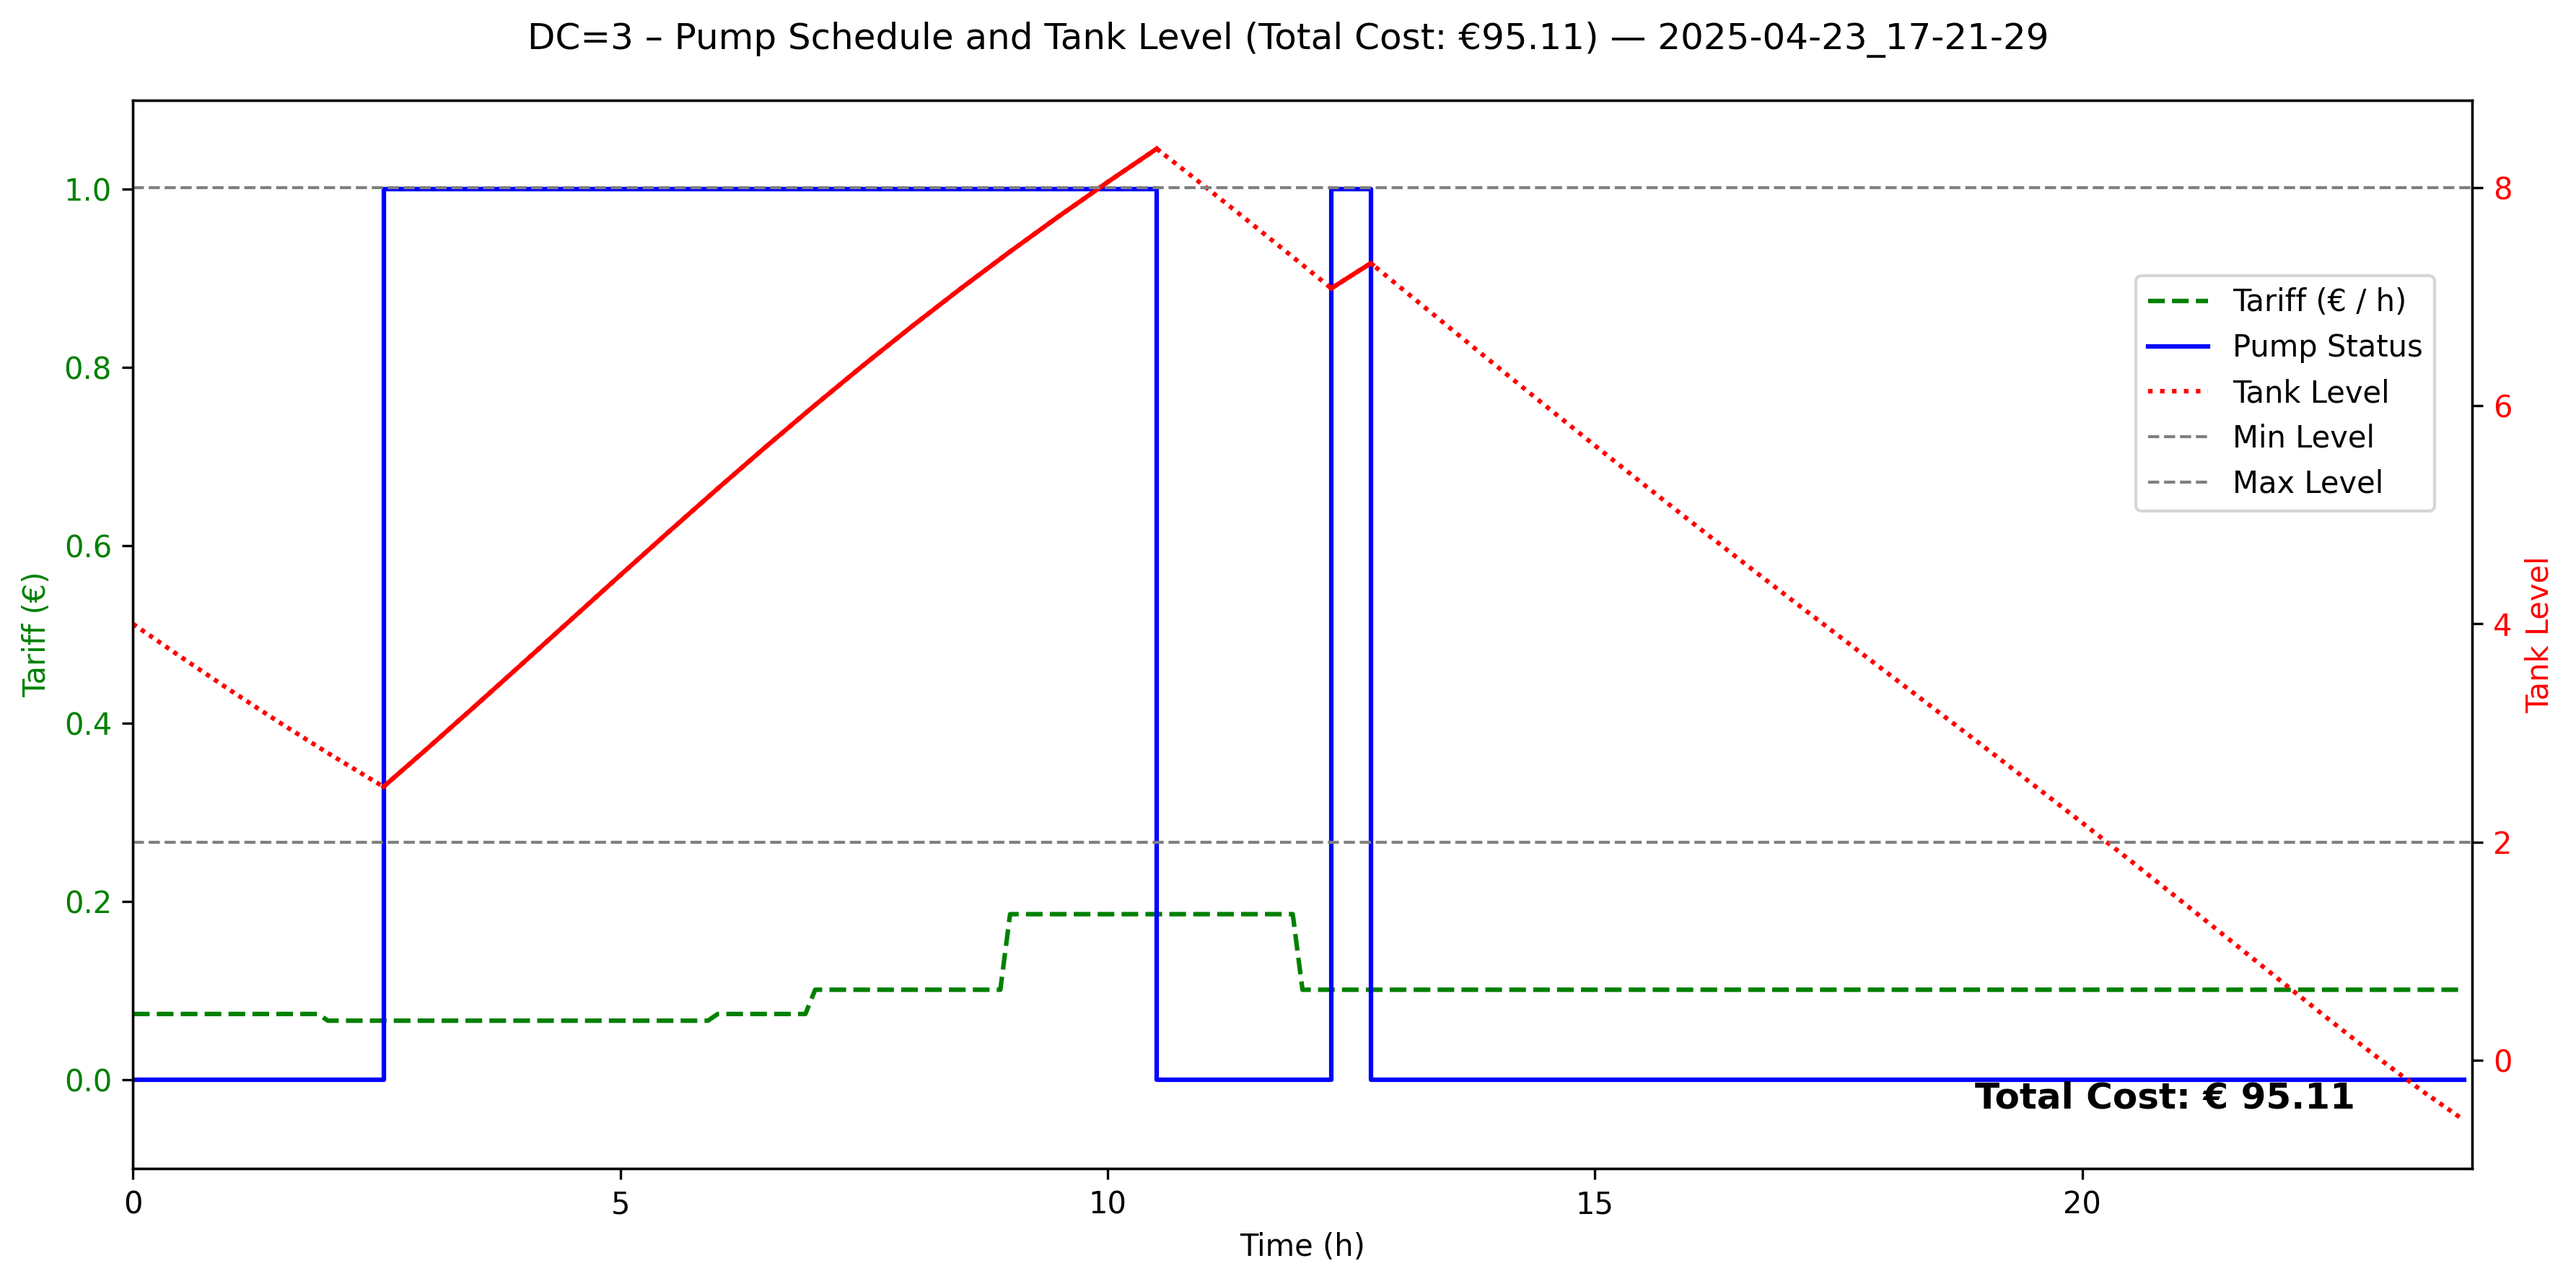 DC=3 – Pump Schedule and Tank Level (Total Cost: €95.11) — 2025-04-23_17-21-29
1.0
0.8
0.6
0.4
0.2
0.0
Tariff (€)
8
6
4
2
0
Tank Level
Tariff (€ / h)
Pump Status
Tank Level
Min Level
Max Level
Total Cost: € 95.11
0
5
10
15
20
Time (h)